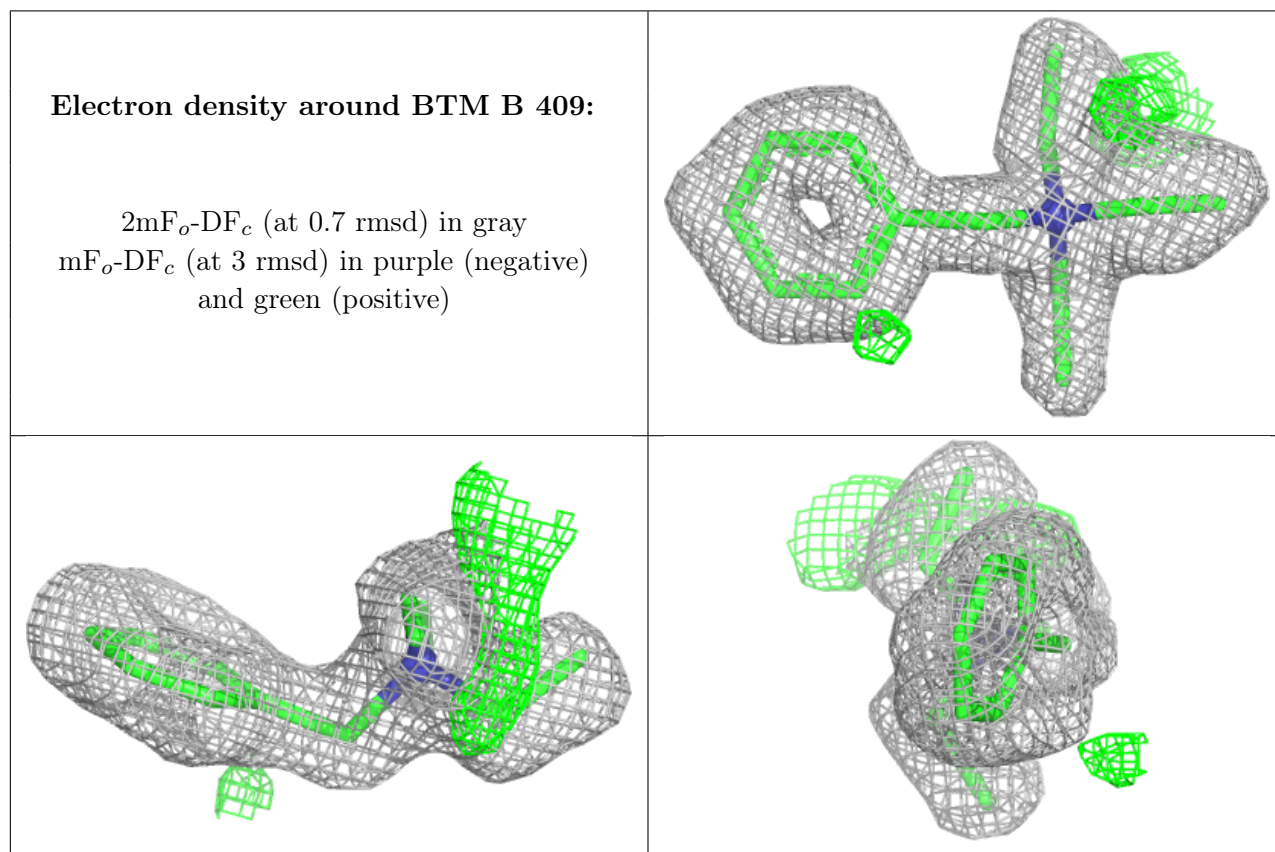 Electron density around BTM B 409:
2mFo-DFc (at 0.7 rmsd) in gray
mFo-DFc (at 3 rmsd) in purple (negative)
and green (positive)